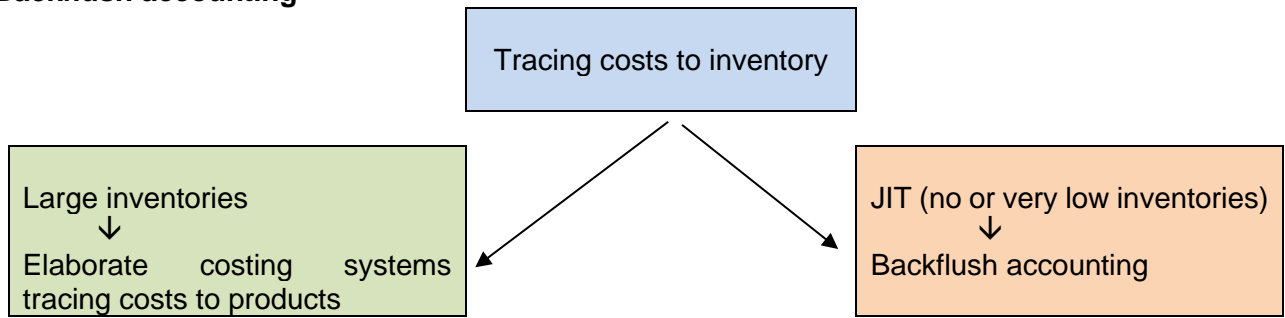 Backflush accounting
Tracing costs to inventory
Large inventories
↓
Elaborate costing systems
tracing costs to products
JIT (no or very low inventories)
↓
Backflush accounting